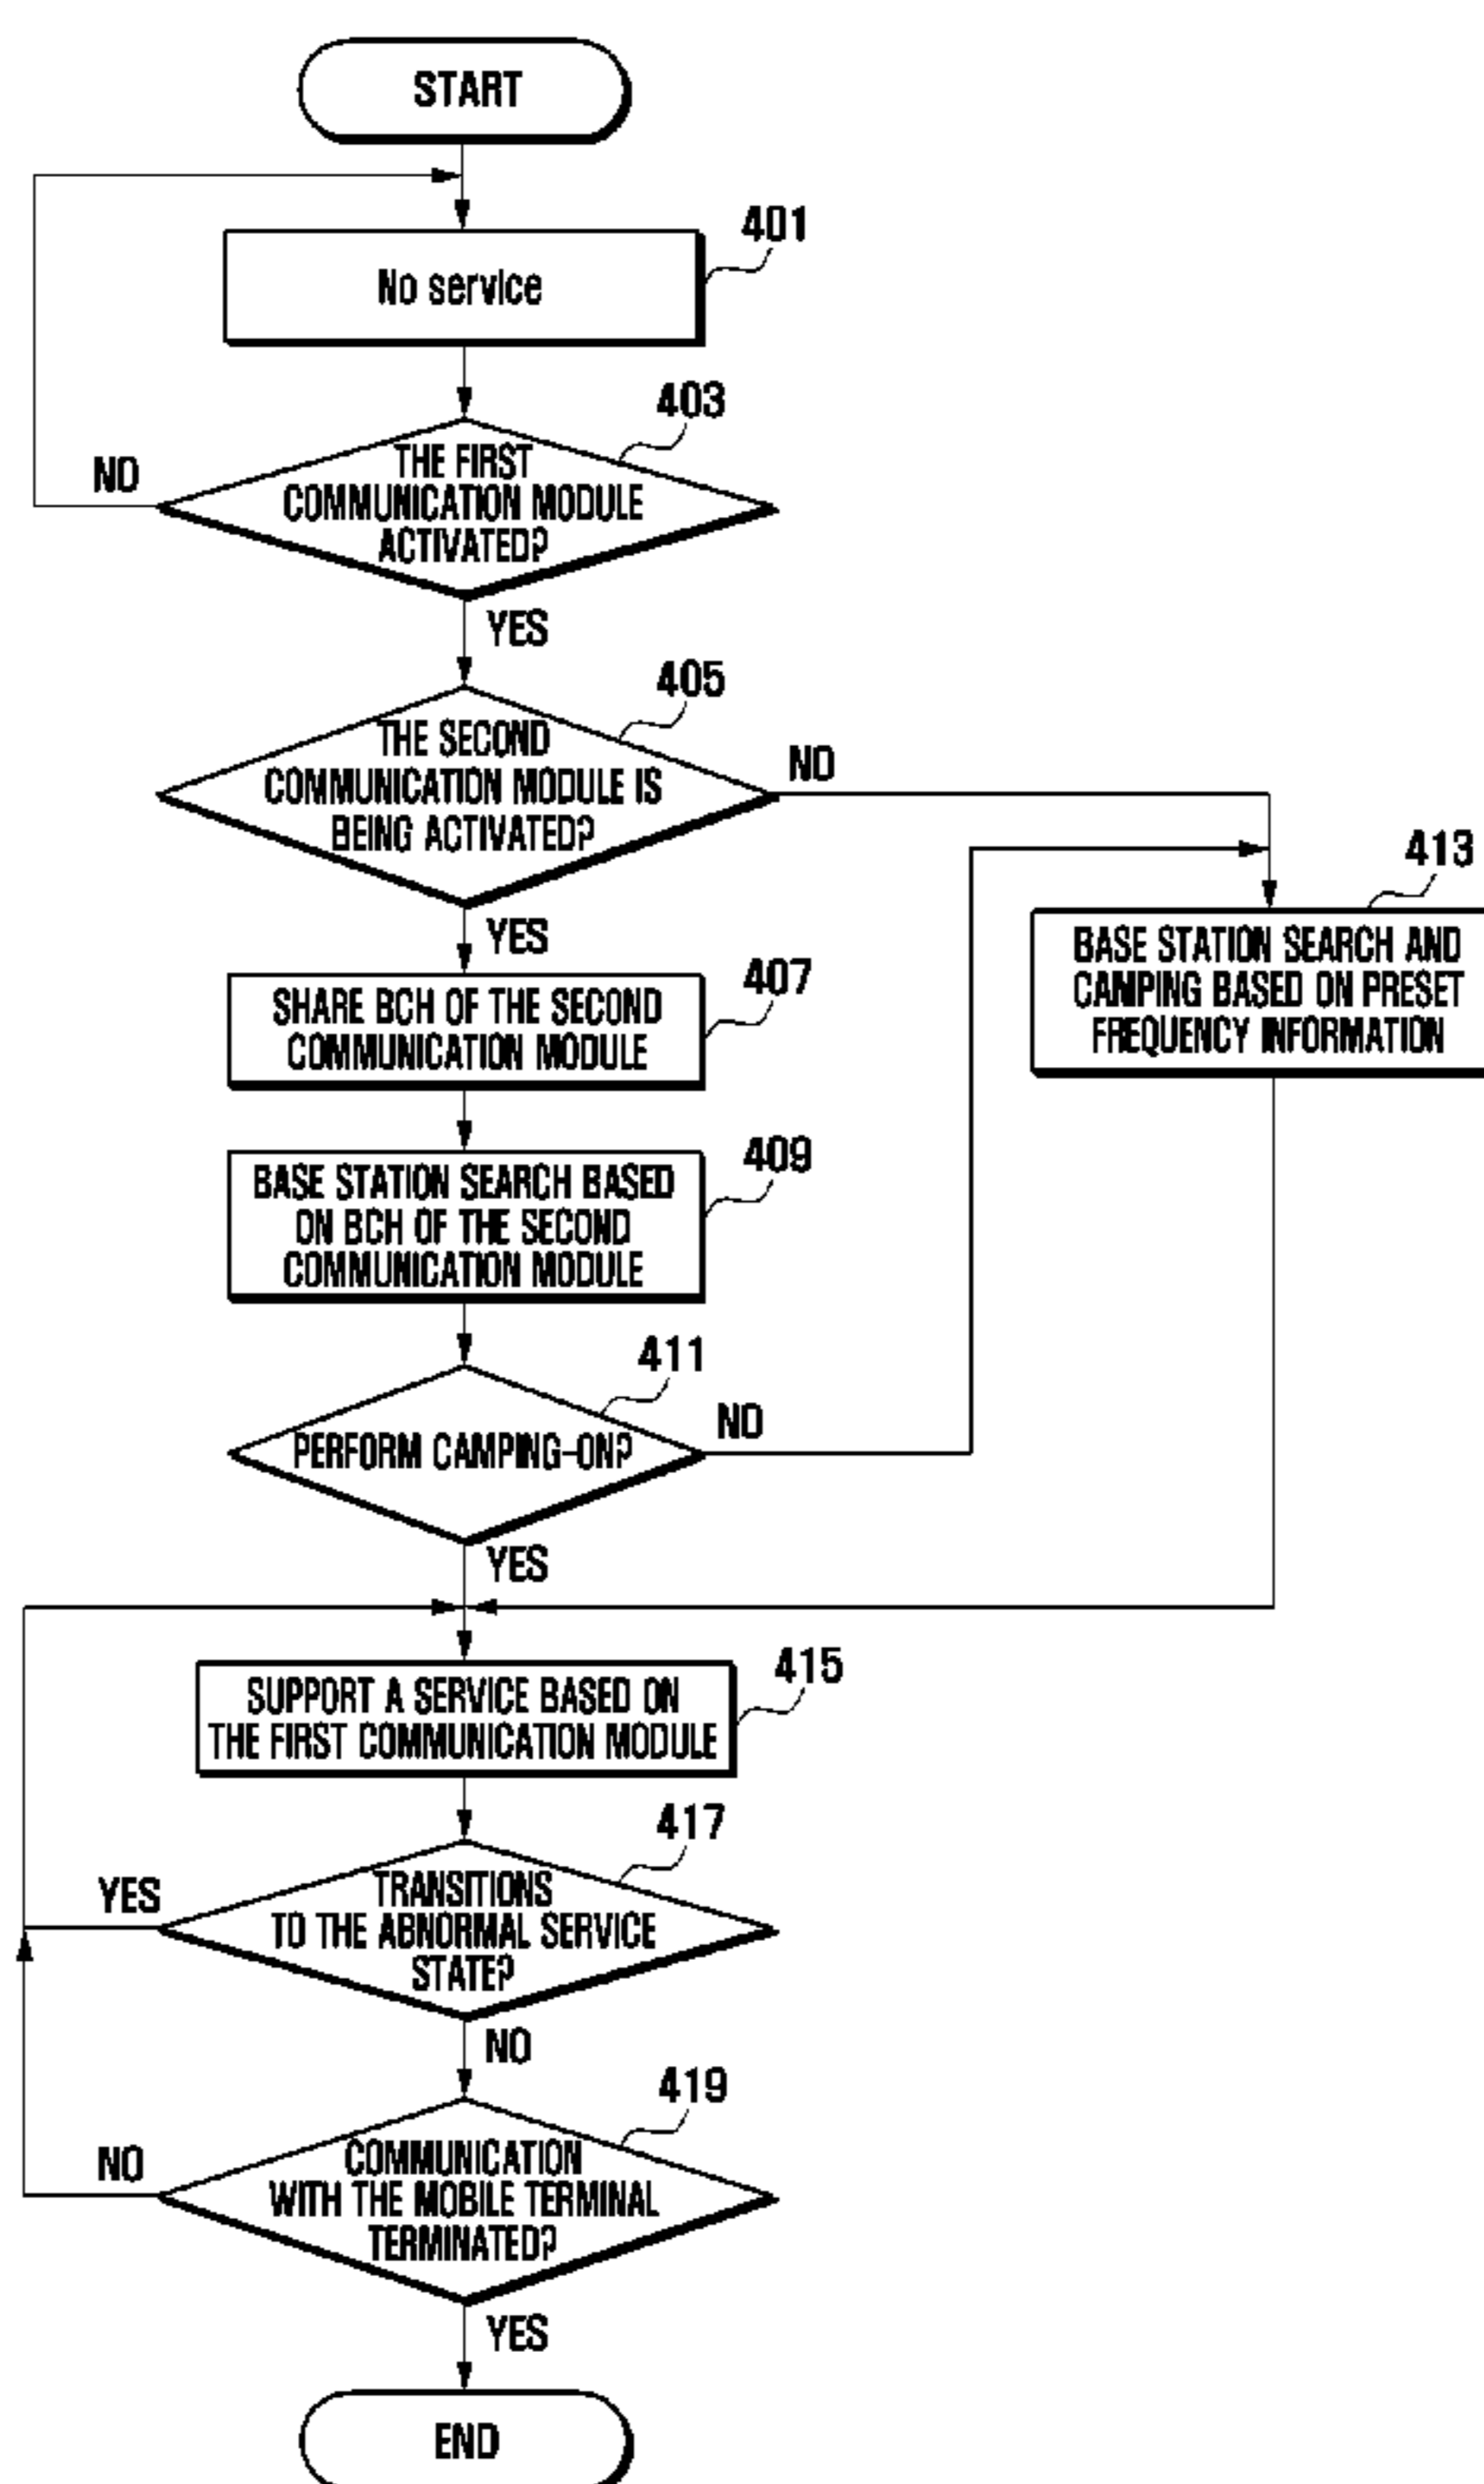 START
401
No service
403
THE FIRST
COMMUNICATION MODULE
ACTIVATED?
NO
YES
405
THE SECOND
COMMUNICATION MODULE IS
BEING ACTIVATED?
NO
YES
413
BASE STATION SEARCH AND
CAMPING BASED ON PRESET
FREQUENCY INFORMATION
407
SHARE BCH OF THE SECOND
COMMUNICATION MODULE
409
BASE STATION SEARCH BASED
ON BCH OF THE SECOND
COMMUNICATION MODULE
411
PERFORM CAMPING-ON?
NO
YES
415
SUPPORT A SERVICE BASED ON
THE FIRST COMMUNICATION MODULE
417
TRANSITIONS
TO THE ABNORMAL SERVICE
STATE?
YES
NO
419
COMMUNICATION
WITH THE MOBILE TERMINAL
TERMINATED?
NO
YES
END